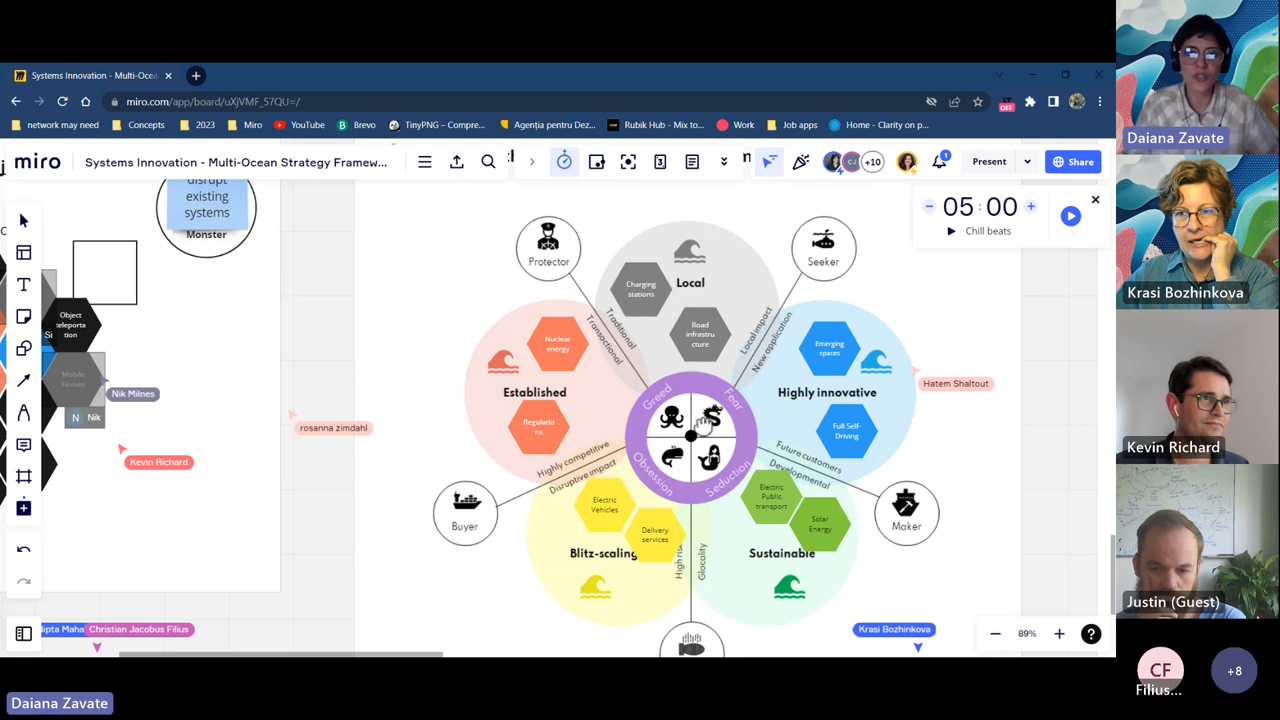 Systems Innovation - Multi-Ocea
miro.com/app/board/uXjVMF_57QU=/
network may need
Concepts
2023
Miro
YouTube
Brevo
TinyPNG – Compre...
Agenția pentru Dez...
Rubik Hub - Mix to...
Work
Job apps
Home - Clarity on p...
OFF
miro
Systems Innovation - Multi-Ocean Strategy Framew...
+10
1
Present
Share
05 : 00
Chill beats
disrupt
existing
systems
Monster
Object
teleporta
tion
Si
Mobile
Homes
Nik Milnes
N Nik
Kevin Richard
rosanna zimdahl
Hatem Shaltout
Protector
Seeker
Buyer
Maker
Local
Charging
stations
Road
infrastru
cture
Traditional
Transactional
Local impact
New application
Established
Nuclear
energy
Regulatio
ns
Highly innovative
Emerging
spaces
Full Self-
Driving
Greed
Fear
Obsession
Seduction
Highly competitive
Disruptive impact
Future customers
Developmental
Blitz-scaling
Electric
Vehicles
Delivery
services
High risk
Glocality
Sustainable
Electric
Public
transport
Solar
Energy
lipta Maha
Christian Jacobus Filius
Krasi Bozhinkova
89%
Daiana Zavate
Daiana Zavate
Krasi Bozhinkova
Kevin Richard
Justin (Guest)
CF
Filius...
+8